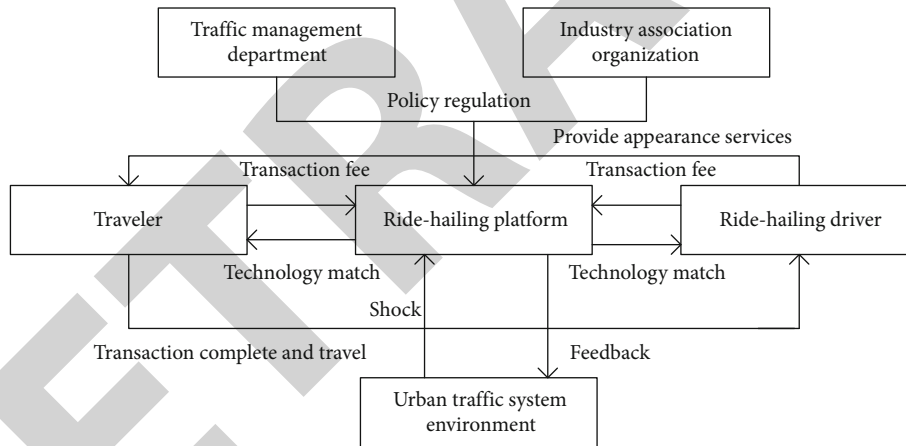 Traffic management
department
Industry association
organization
Policy regulation
Provide appearance services
Transaction fee
Transaction fee
Traveler
Ride-hailing platform
Ride-hailing driver
Technology match
Technology match
Shock
Transaction complete and travel
Feedback
Urban traffic system
environment
ETRA